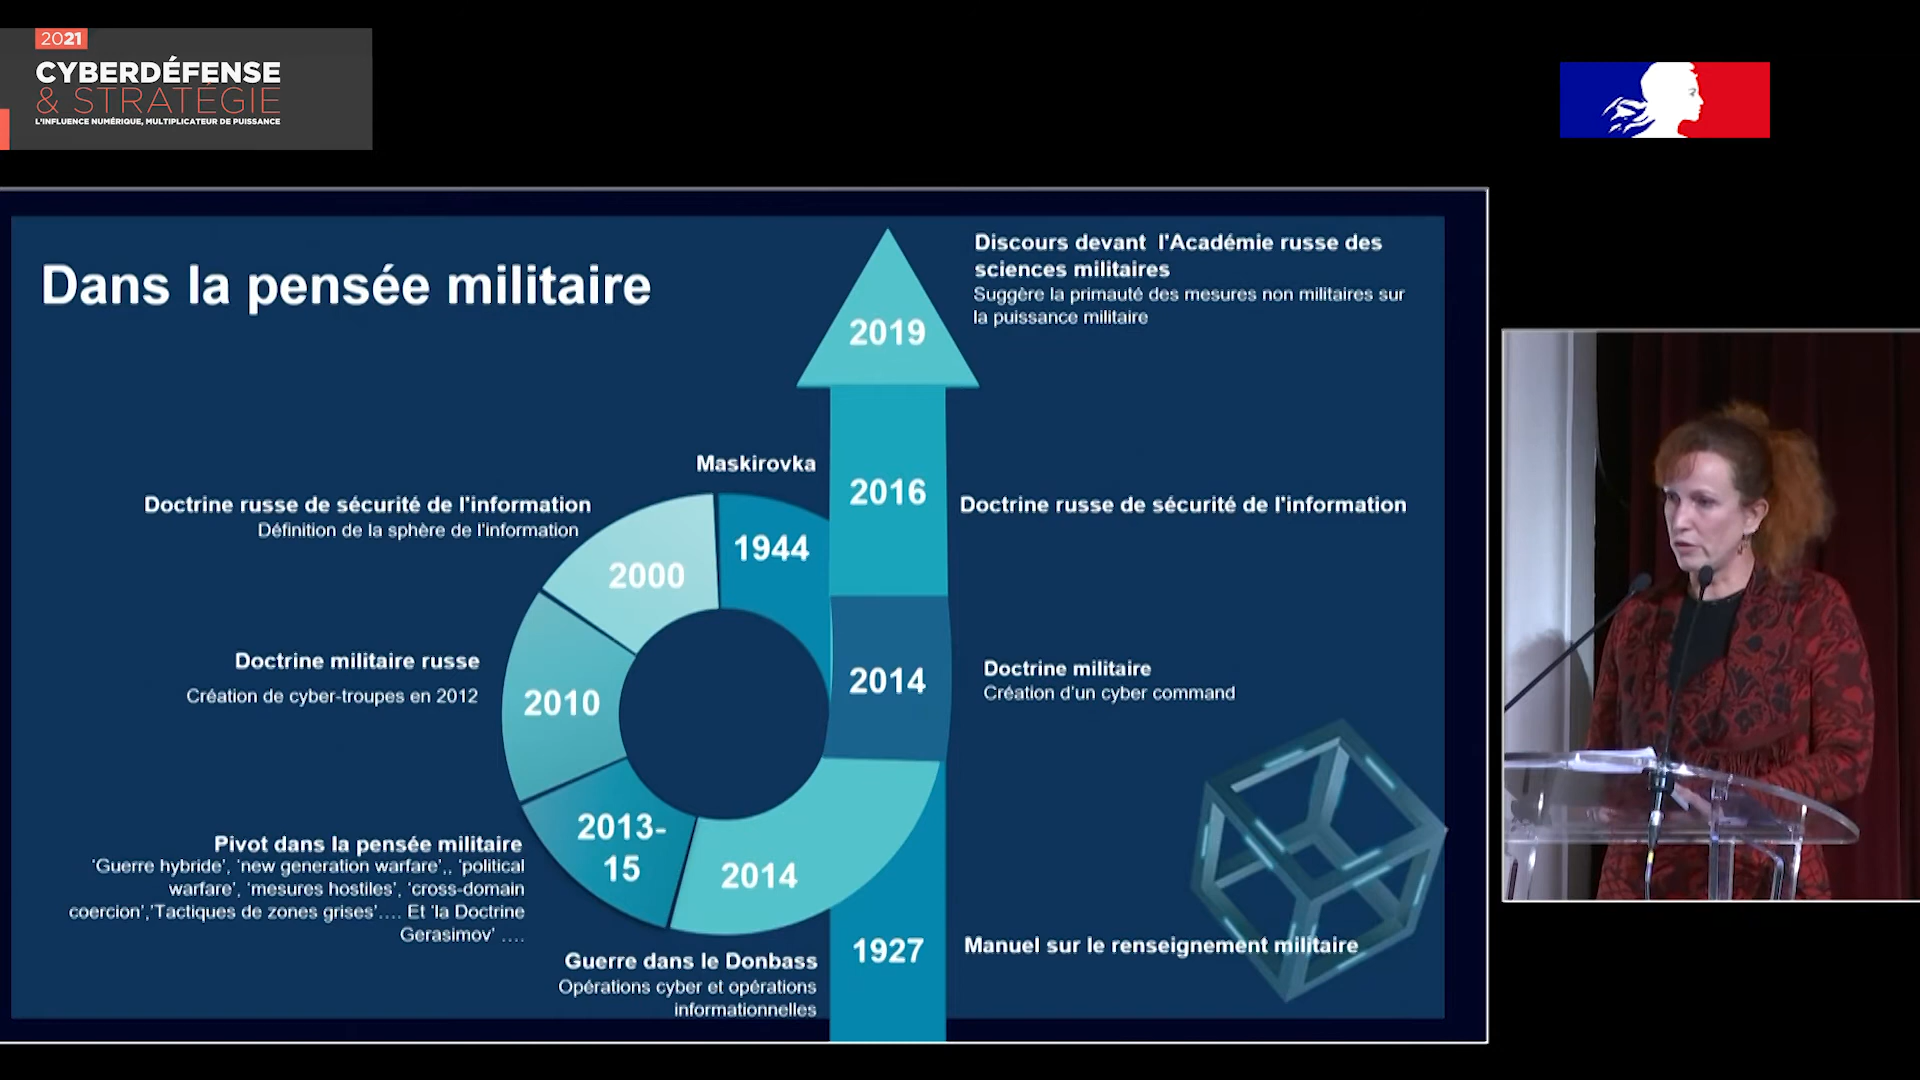 2021
CYBERDÉFENSE
& STRATÉGIE
L'INFLUENCE NUMÉRIQUE, MULTIPLICATEUR DE PUISSANCE
Dans la pensée militaire
2019
Discours devant l'Académie russe des
sciences militaires
Suggère la primauté des mesures non militaires sur
la puissance militaire
Maskirovka
1944
2016
Doctrine russe de sécurité de l'information
Doctrine russe de sécurité de l'information
Définition de la sphère de l'information
2000
Doctrine militaire russe
Création de cyber-troupes en 2012
2010
2014
Doctrine militaire
Création d'un cyber command
Pivot dans la pensée militaire
'Guerre hybride', 'new generation warfare',, 'political
warfare', 'mesures hostiles', 'cross-domain
coercion','Tactiques de zones grises'.... Et 'la Doctrine
Gerasimov' ....
2013-
15
2014
Guerre dans le Donbass
Opérations cyber et opérations
informationnelles
1927
Manuel sur le renseignement militaire